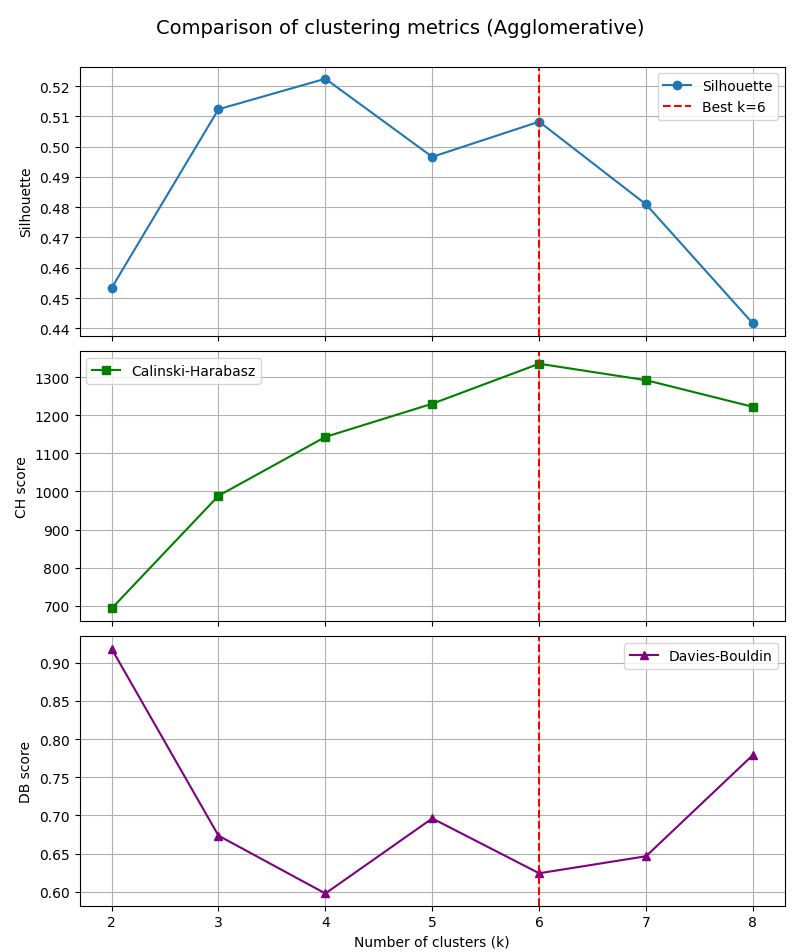 Comparison of clustering metrics (Agglomerative)
Silhouette
Best k=6
0.52
0.51
0.50
0.49
0.48
0.47
0.46
0.45
0.44
Silhouette
Calinski-Harabasz
1300
1200
1100
1000
900
800
700
CH score
Davies-Bouldin
0.90
0.85
0.80
0.75
0.70
0.65
0.60
DB score
2 3 4 5 6 7 8
Number of clusters (k)